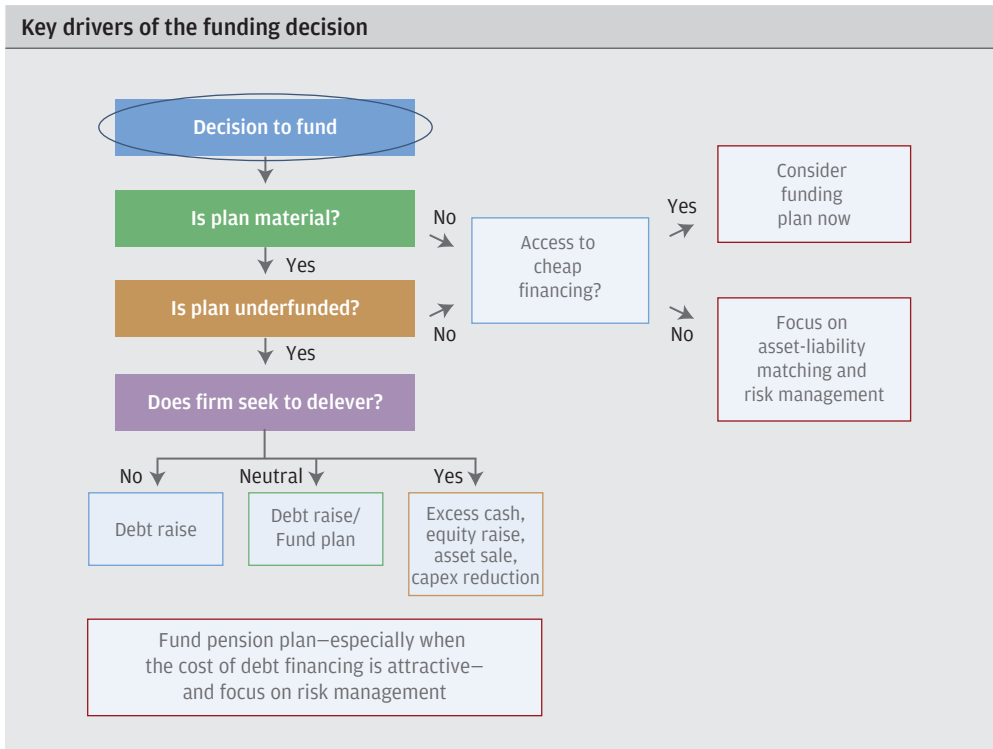 Key drivers of the funding decision
Decision to fund
Is plan material?
No
Yes
Is plan underfunded?
No
Yes
Access to
cheap
financing?
Yes
Consider
funding
plan now
No
Focus on
asset-liability
matching and
risk management
Does firm seek to delever?
No
Neutral
Yes
Debt raise
Debt raise/
Fund plan
Excess cash,
equity raise,
asset sale,
capex reduction
Fund pension plan—especially when
the cost of debt financing is attractive—
and focus on risk management